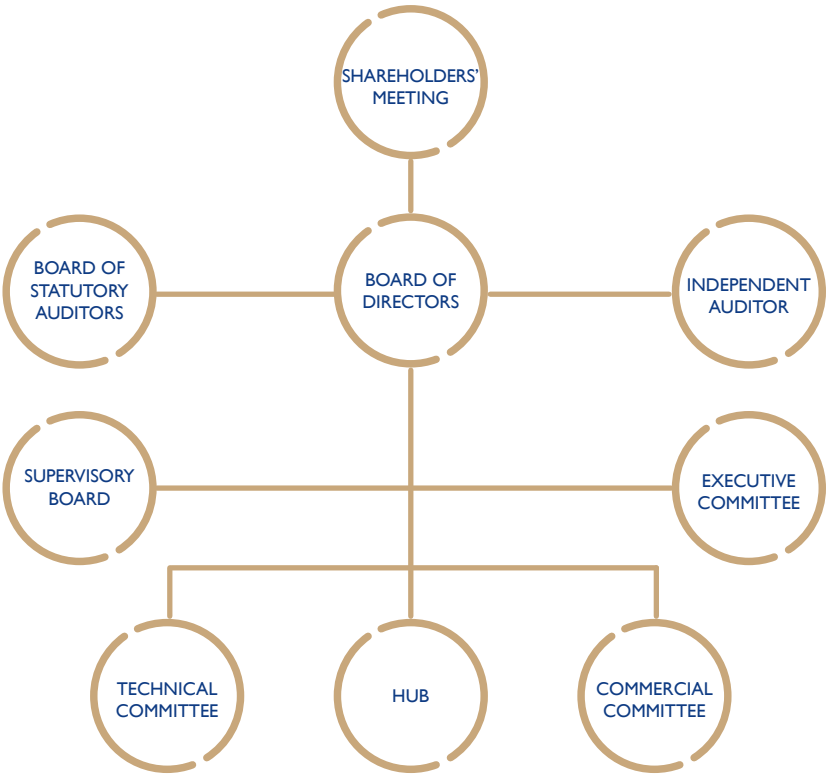 SHAREHOLDERS'
MEETING
BOARD OF
STATUTORY
AUDITORS
BOARD OF
DIRECTORS
INDEPENDENT
AUDITOR
SUPERVISORY
BOARD
EXECUTIVE
COMMITTEE
TECHNICAL
COMMITTEE
HUB
COMMERCIAL
COMMITTEE